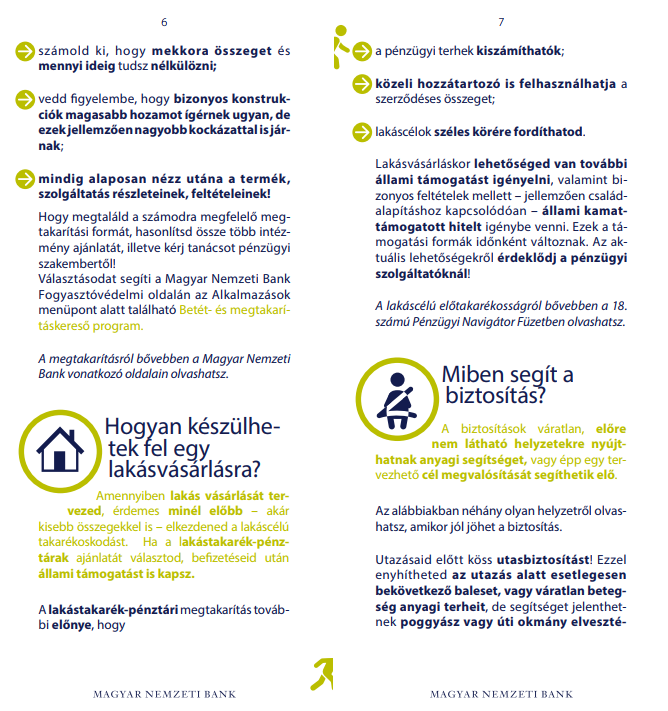 6
számold ki, hogy mekkora összeget és
mennyi ideig tudsz nélkülözni;
vedd figyelembe, hogy bizonyos konstruk-
ciók magasabb hozamot ígérnek ugyan, de
ezek jellemzően nagyobb kockázattal is jár-
nak;
mindig alaposan nézz utána a termék,
szolgáltatás részleteinek, feltételeinek!
Hogy megtaláld a számodra megfelelő meg-
takarítási formát, hasonlítsd össze több intéz-
mény ajánlatát, illetve kérj tanácsot pénzügyi
szakembertől!
Választásodat segíti a Magyar Nemzeti Bank
Fogyasztóvédelmi oldalán az Alkalmazások
menüpont alatt található Betét- és megtakarí-
táskereső program.
A megtakarításról bővebben a Magyar Nemzeti
Bank vonatkozó oldalain olvashatsz.
Hogyan készülhe-
tek fel egy
lakásvásárlásra?
Amennyiben lakás vásárlását ter-
vezed, érdemes minél előbb – akár
kisebb összegekkel is – elkezdened a lakáscélú
takarékoskodást. Ha a lakástakarék-pénz-
tárak ajánlatát választod, befizetéseid után
állami támogatást is kapsz.
A lakástakarék-pénztári megtakarítás továb-
bi előnye, hogy
MAGYAR NEMZETI BANK
7
a pénzügyi terhek kiszámíthatók;
közeli hozzátartozó is felhasználhatja a
szerződéses összeget;
lakáscélok széles körére fordíthatod.
Lakásvásárláskor lehetőséged van további
állami támogatást igényelni, valamint bi-
zonyos feltételek mellett – jellemzően család-
alapításhoz kapcsolódóan – állami kamat-
támogatott hitelt igénybe venni. Ezek a tá-
mogatási formák időnként változnak. Az ak-
tuális lehetőségekről érdeklődj a pénzügyi
szolgáltatóknál!
A lakáscélú előtakarékosságról bővebben a 18.
számú Pénzügyi Navigátor Füzetben olvashatsz.
Miben segít a
biztosítás?
A biztosítások váratlan, előre
nem látható helyzetekre nyújt-
hatnak anyagi segítséget, vagy épp egy ter-
vezhető cél megvalósítását segíthetik elő.
Az alábbiakban néhány olyan helyzetről olvas-
hatsz, amikor jól jöhet a biztosítás.
Utazásaid előtt köss utasbiztosítást! Ezzel
enyhítheted az utazás alatt esetlegesen
bekövetkező baleset, vagy váratlan beteg-
ség anyagi terheit, de segítséget jelenthet-
nek poggyász vagy úti okmány elveszté-
MAGYAR NEMZETI BANK